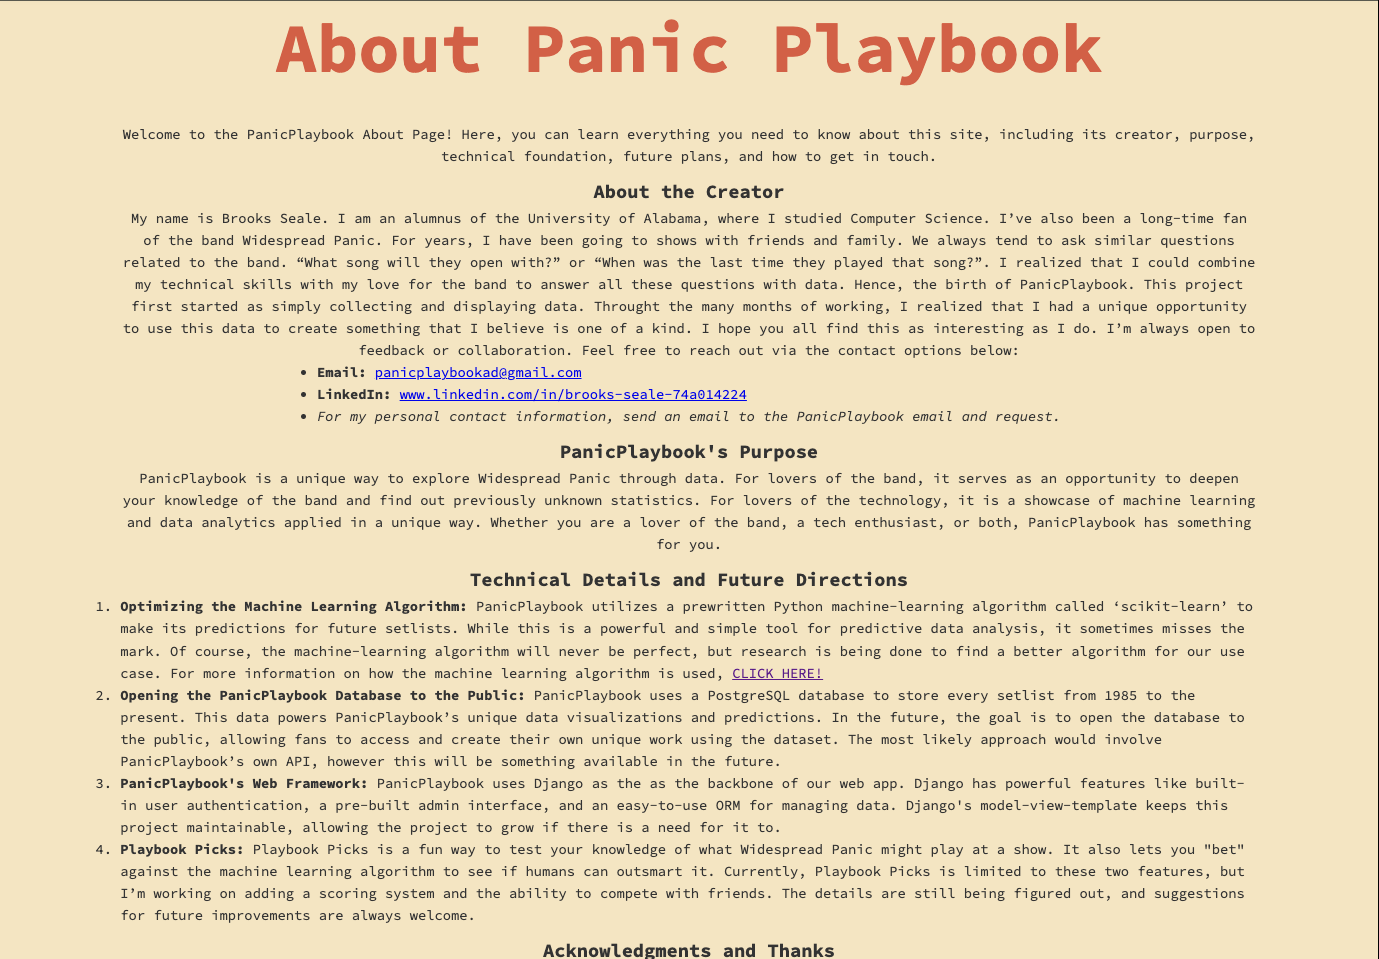 About Panic Playbook
Welcome to the PanicPlaybook About Page! Here, you can learn everything you need to know about this site, including its creator, purpose,
technical foundation, future plans, and how to get in touch.
About the Creator
My name is Brooks Seale. I am an alumnus of the University of Alabama, where I studied Computer Science. I’ve also been a long-time fan
of the band Widespread Panic. For years, I have been going to shows with friends and family. We always tend to ask similar questions
related to the band. “What song will they open with?” or “When was the last time they played that song?”. I realized that I could combine
my technical skills with my love for the band to answer all these questions with data. Hence, the birth of PanicPlaybook. This project
first started as simply collecting and displaying data. Throught the many months of working, I realized that I had a unique opportunity
to use this data to create something that I believe is one of a kind. I hope you all find this as interesting as I do. I’m always open to
feedback or collaboration. Feel free to reach out via the contact options below:
• Email: panicplaybookad@gmail.com
• LinkedIn: www.linkedin.com/in/brooks-seale-74a014224
• For my personal contact information, send an email to the PanicPlaybook email and request.
PanicPlaybook's Purpose
PanicPlaybook is a unique way to explore Widespread Panic through data. For lovers of the band, it serves as an opportunity to deepen
your knowledge of the band and find out previously unknown statistics. For lovers of the technology, it is a showcase of machine learning
and data analytics applied in a unique way. Whether you are a lover of the band, a tech enthusiast, or both, PanicPlaybook has something
for you.
Technical Details and Future Directions
1. Optimizing the Machine Learning Algorithm: PanicPlaybook utilizes a prewritten Python machine-learning algorithm called ‘scikit-learn’ to
make its predictions for future setlists. While this is a powerful and simple tool for predictive data analysis, it sometimes misses the
mark. Of course, the machine-learning algorithm will never be perfect, but research is being done to find a better algorithm for our use
case. For more information on how the machine learning algorithm is used, CLICK HERE!
2. Opening the PanicPlaybook Database to the Public: PanicPlaybook uses a PostgreSQL database to store every setlist from 1985 to the
present. This data powers PanicPlaybook’s unique data visualizations and predictions. In the future, the goal is to open the database to
the public, allowing fans to access and create their own unique work using the dataset. The most likely approach would involve
PanicPlaybook’s own API, however this will be something available in the future.
3. PanicPlaybook's Web Framework: PanicPlaybook uses Django as the as the backbone of our web app. Django has powerful features like built-
in user authentication, a pre-built admin interface, and an easy-to-use ORM for managing data. Django's model-view-template keeps this
project maintainable, allowing the project to grow if there is a need for it to.
4. Playbook Picks: Playbook Picks is a fun way to test your knowledge of what Widespread Panic might play at a show. It also lets you "bet"
against the machine learning algorithm to see if humans can outsmart it. Currently, Playbook Picks is limited to these two features, but
I’m working on adding a scoring system and the ability to compete with friends. The details are still being figured out, and suggestions
for future improvements are always welcome.
Acknowledgments and Thanks